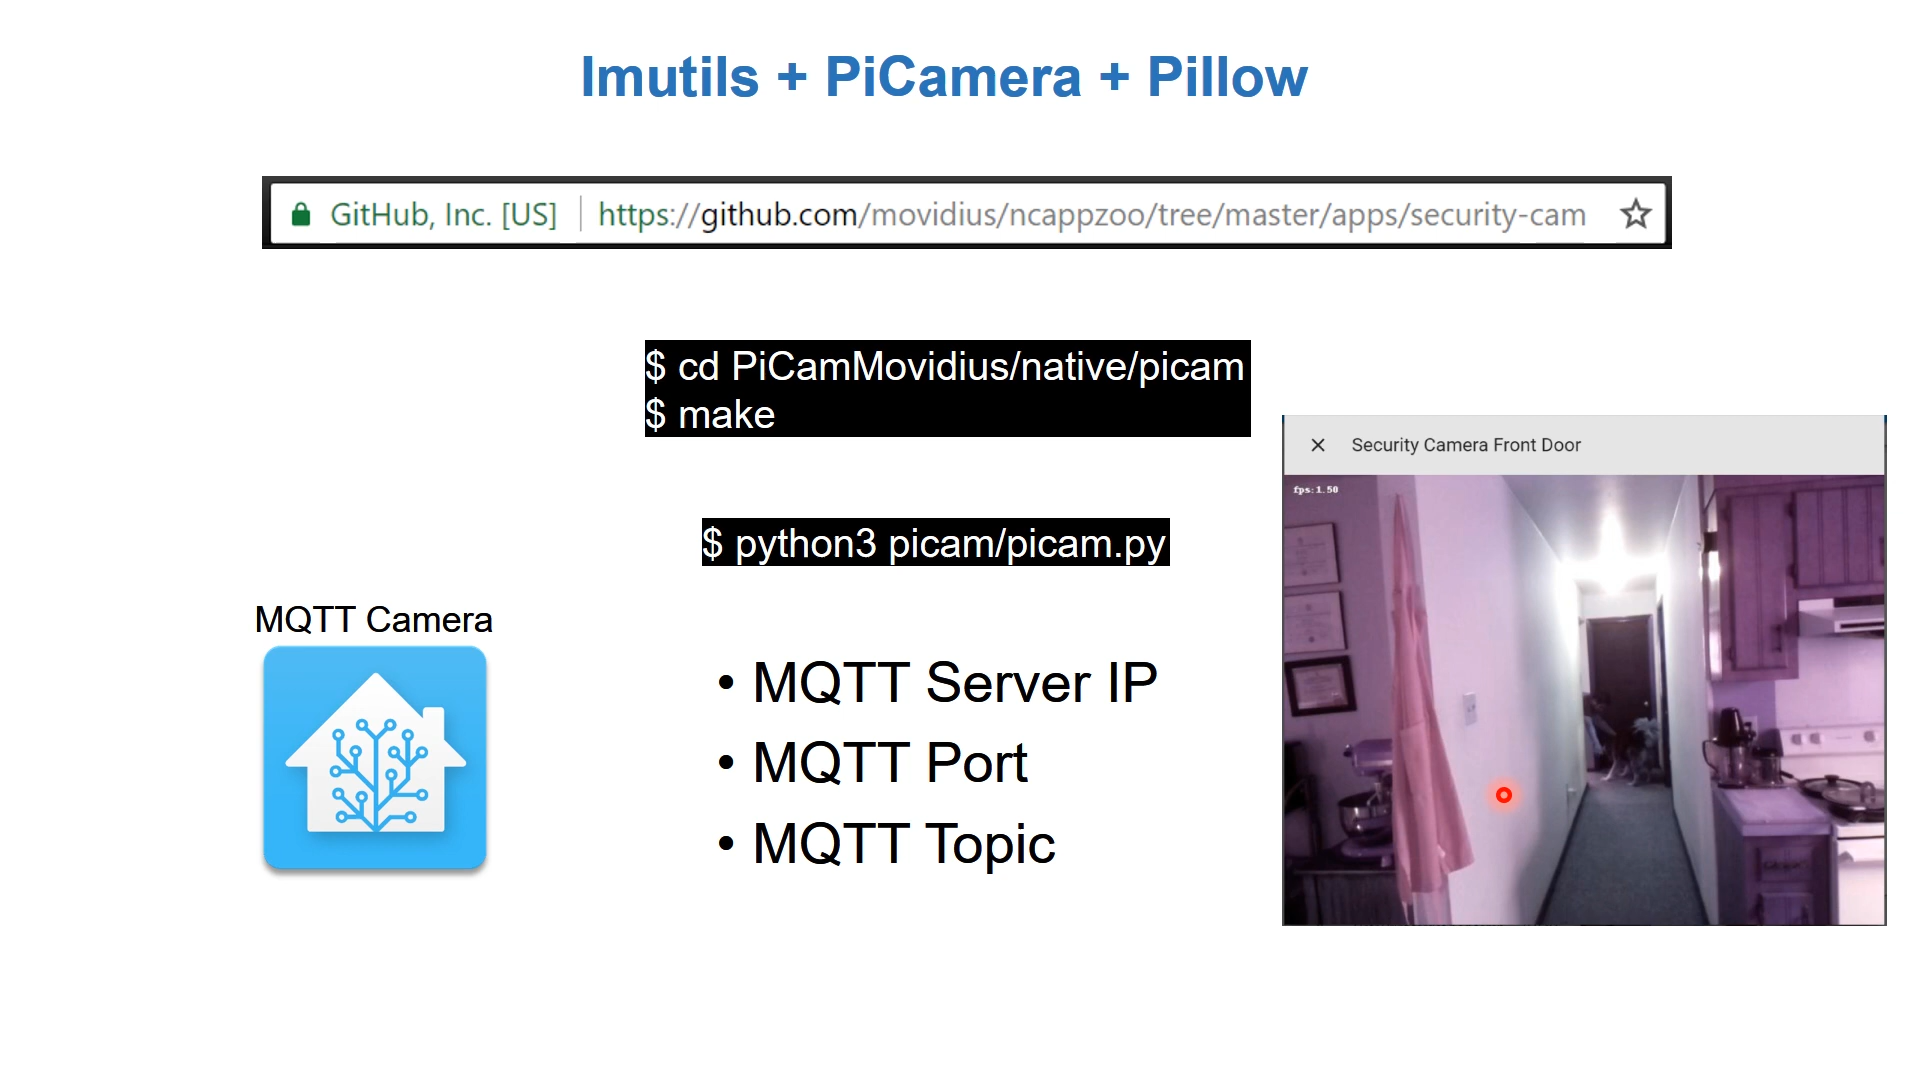 Imutils + PiCamera + Pillow
GitHub, Inc. [US] https://github.com/movidius/ncappzoo/tree/master/apps/security-cam
$ cd PiCamMovidius/native/picam
$ make
$ python3 picam/picam.py
MQTT Camera
• MQTT Server IP
• MQTT Port
• MQTT Topic
Security Camera Front Door
fps:1.50